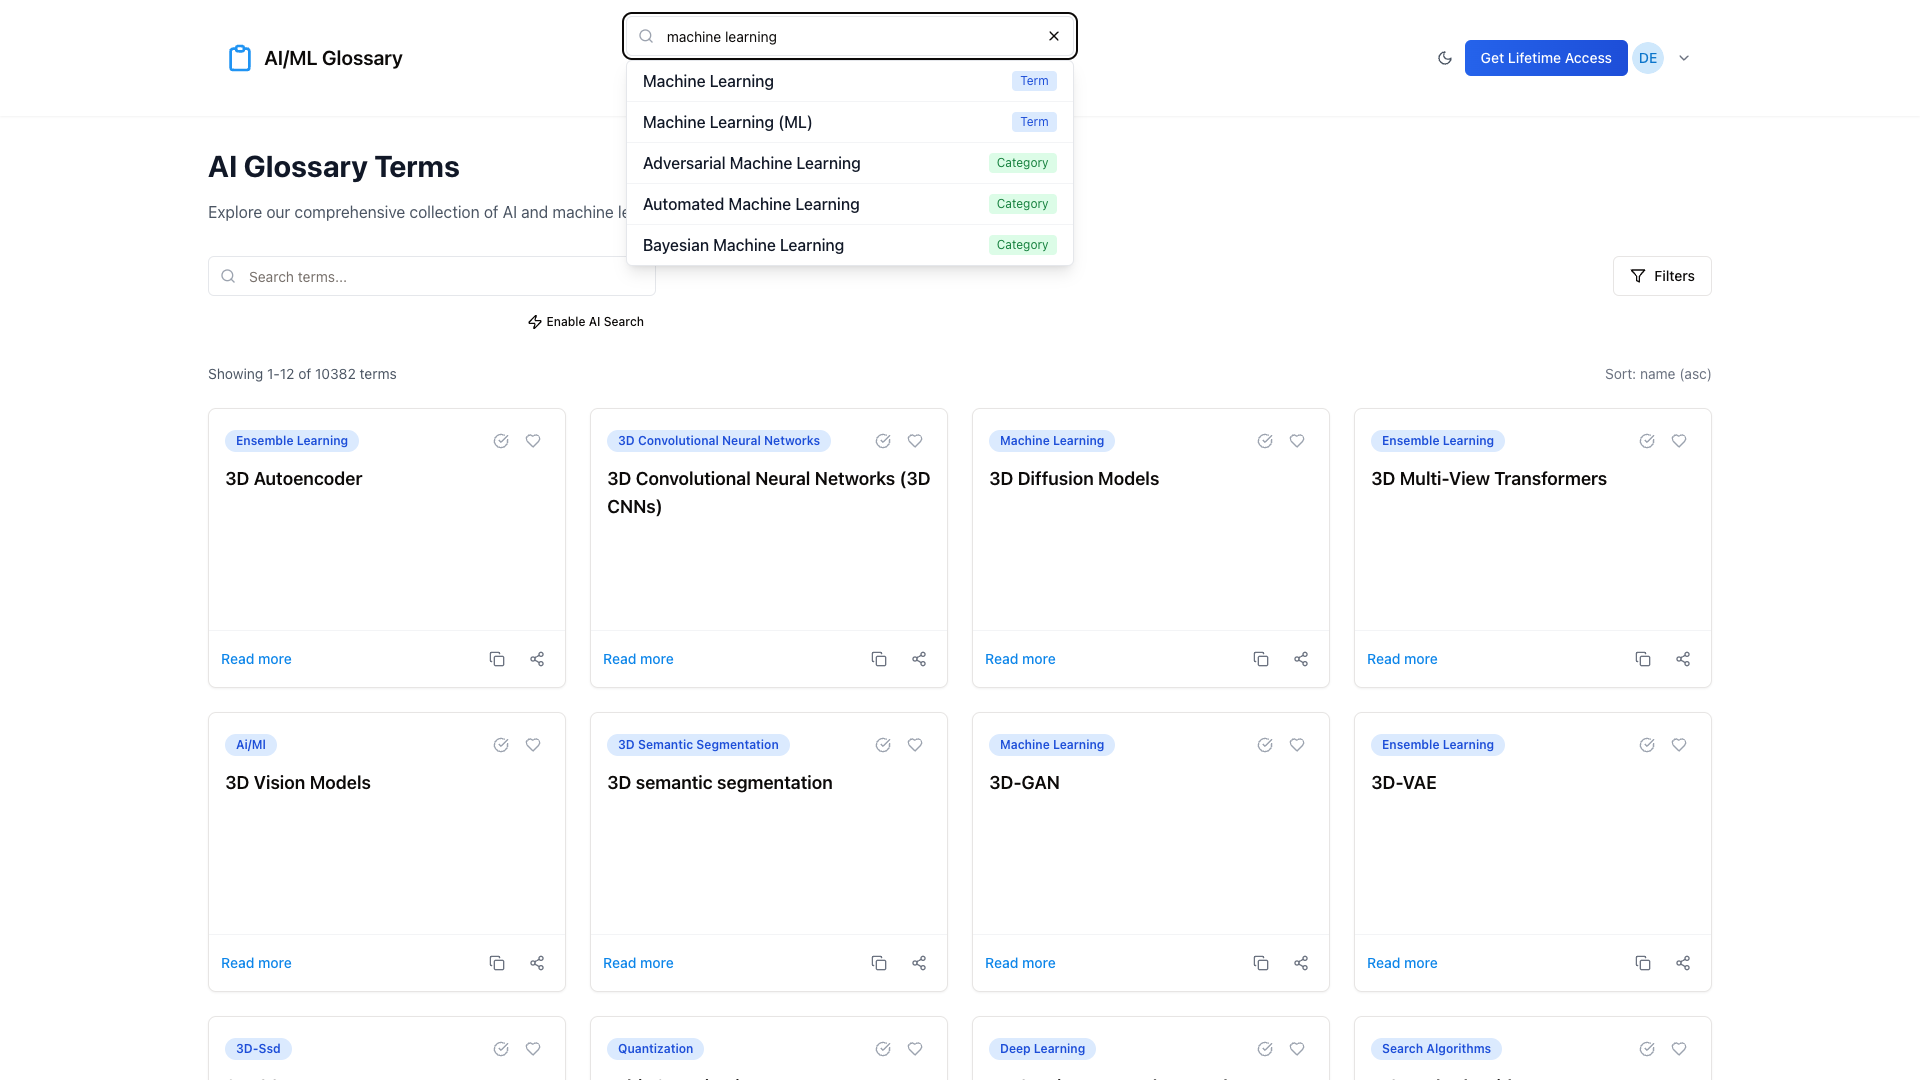 machine learning
AI/ML Glossary
Get Lifetime Access
DE
Machine Learning Term
Machine Learning (ML) Term
Adversarial Machine Learning Category
Automated Machine Learning Category
Bayesian Machine Learning Category
AI Glossary Terms
Explore our comprehensive collection of AI and machine
Search terms...
Filters
Enable AI Search
Showing 1-12 of 10382 terms
Sort: name (asc)
Ensemble Learning
3D Autoencoder
Read more
3D Convolutional Neural Networks
3D Convolutional Neural Networks (3D
CNNs)
Read more
Machine Learning
3D Diffusion Models
Read more
Ensemble Learning
3D Multi-View Transformers
Read more
Ai/Ml
3D Vision Models
Read more
3D Semantic Segmentation
3D semantic segmentation
Read more
Machine Learning
3D-GAN
Read more
Ensemble Learning
3D-VAE
Read more
3D-Ssd
Quantization
Deep Learning
Search Algorithms